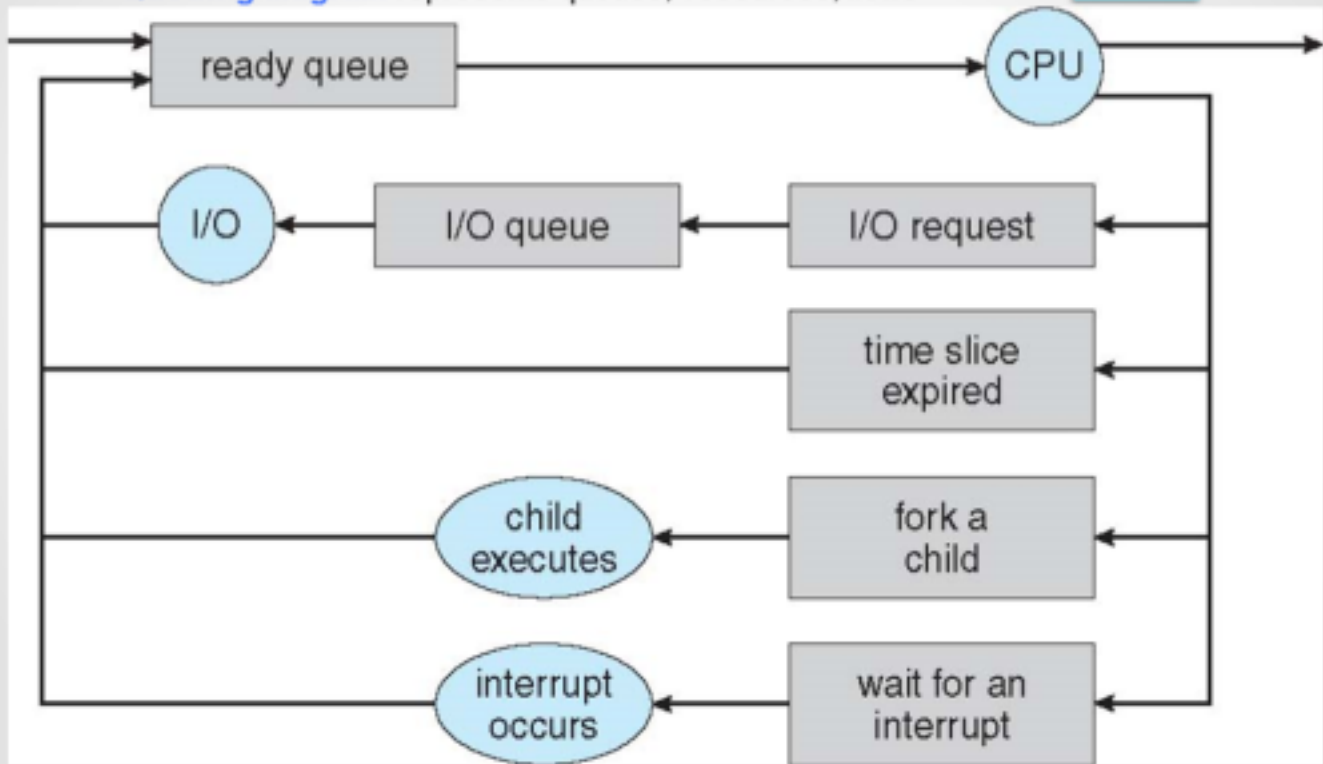 ready queue
CPU
I/O
I/O queue
I/O request
time slice
expired
child
executes
fork a
child
interrupt
occurs
wait for an
interrupt